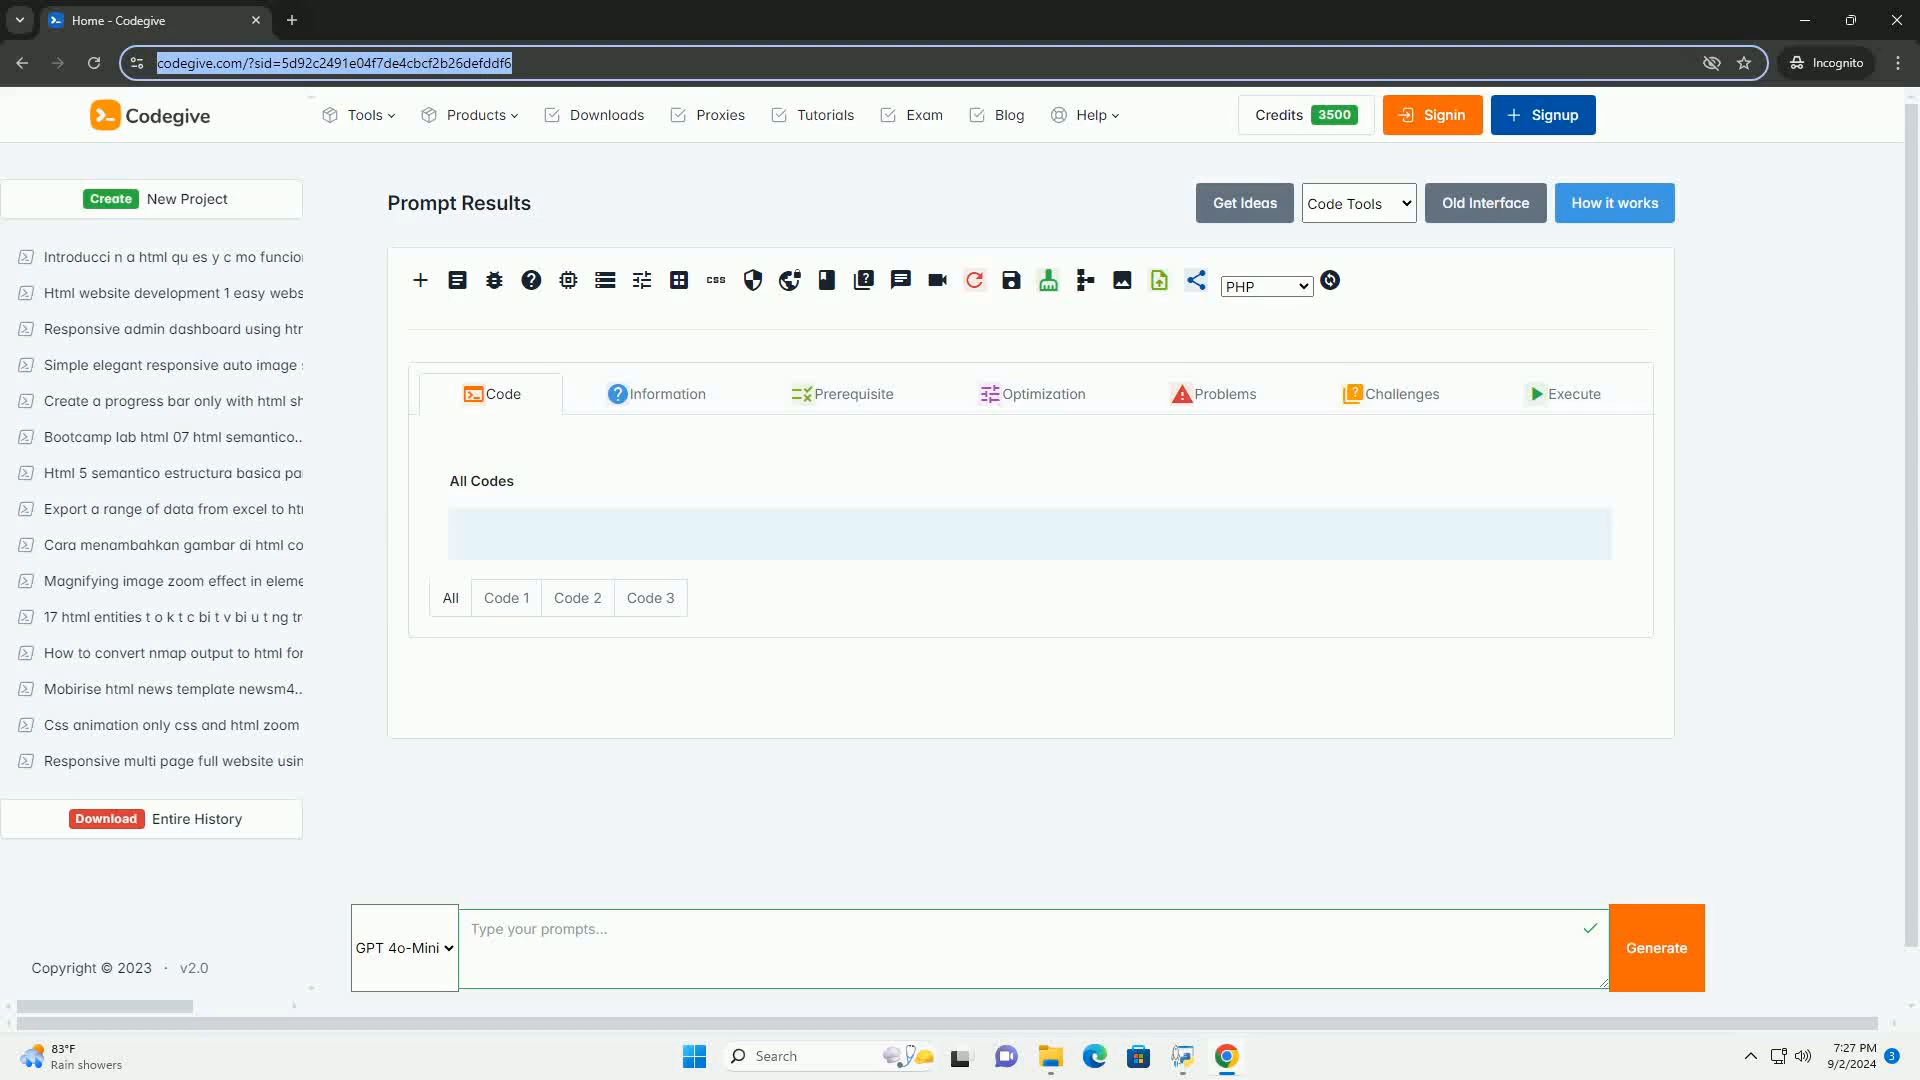 Home - Codegive
codegive.com/?sid=5d92c2491e04f7de4cbcf2b26defddf6
Incognito
Codegive
Tools
Products
Downloads
Proxies
Tutorials
Exam
Blog
Help
Credits 3500
Signin
Signup
Create New Project
Introducci n a html qu es y c mo funcio
Html website development 1 easy webs
Responsive admin dashboard using htr
Simple elegant responsive auto image
Create a progress bar only with html sh
Bootcamp lab html 07 html semantico..
Html 5 semantico estructura basica pa
Export a range of data from excel to htr
Cara menambahkan gambar di html co
Magnifying image zoom effect in eleme
17 html entities t o k t c bi t v bi u t ng tr
How to convert nmap output to html for
Mobirise html news template newsm4..
Css animation only css and html zoom
Responsive multi page full website usin
Download Entire History
Copyright © 2023 · v2.0
Prompt Results
Get Ideas
Code Tools
Old Interface
How it works
css
PHP
Code
Information
Prerequisite
Optimization
Problems
Challenges
Execute
All Codes
All
Code 1
Code 2
Code 3
GPT 4o-Mini
Type your prompts...
Generate
83°F
Rain showers
Search
7:27 PM
9/2/2024
3